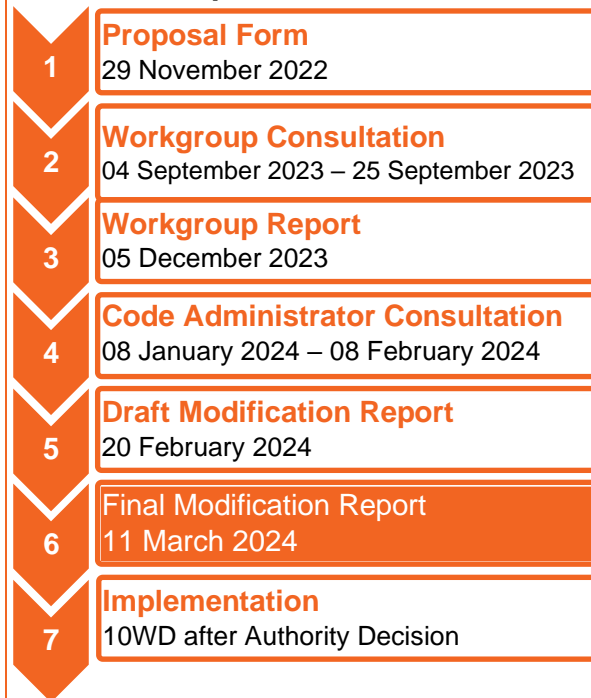 1
Proposal Form
29 November 2022
2
Workgroup Consultation
04 September 2023 – 25 September 2023
3
Workgroup Report
05 December 2023
4
Code Administrator Consultation
08 January 2024 – 08 February 2024
5
Draft Modification Report
20 February 2024
6
Final Modification Report
11 March 2024
7
Implementation
10WD after Authority Decision